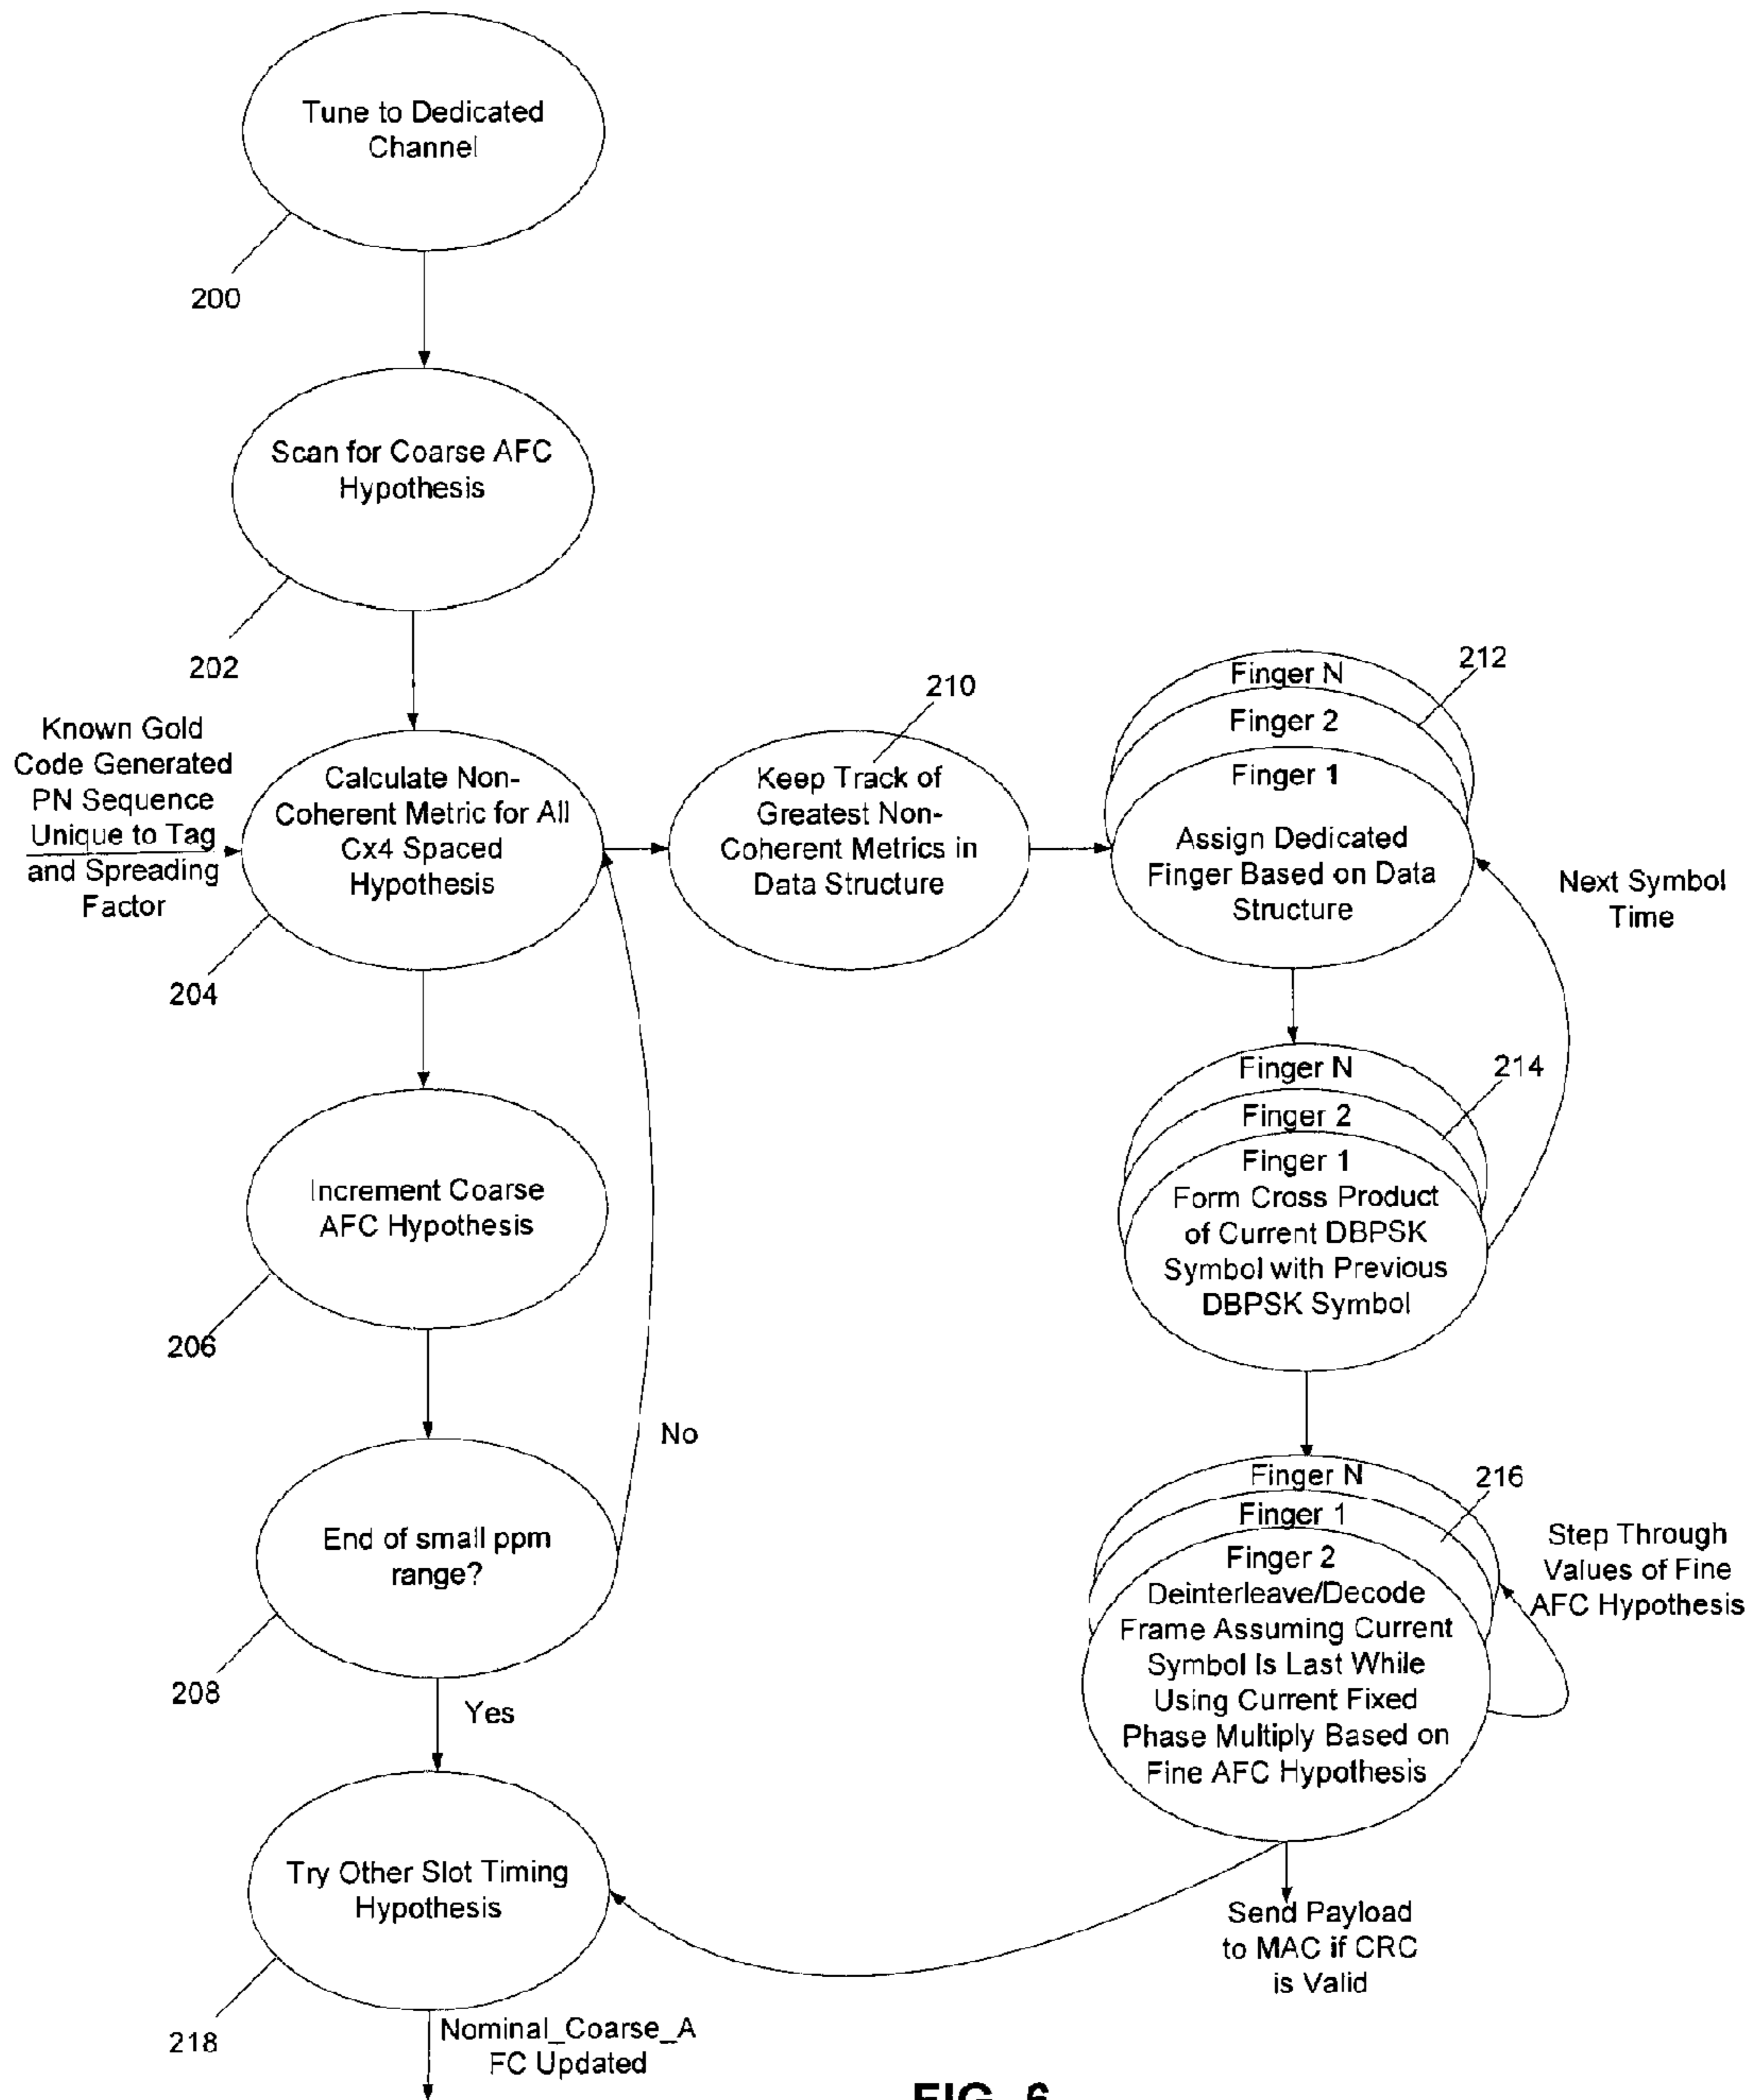 Tune to Dedicated
Channel
200
Scan for Coarse AFC
Hypothesis
202
Known Gold
Code Generated
PN Sequence
Unique to Tag
and Spreading
Factor
Calculate Non-
Coherent Metric for All
Cx4 Spaced
Hypothesis
204
210
Keep Track of
Greatest Non-
Coherent Metrics in
Data Structure
212
Finger N
Finger 2
Finger 1
Assign Dedicated
Finger Based on Data
Structure
Next Symbol
Time
214
Finger N
Finger 2
Finger 1
Form Cross Product
of Current DBPSK
Symbol with Previous
DBPSK Symbol
Increment Coarse
AFC Hypothesis
206
No
End of small ppm
range?
208
Yes
216
Finger N
Finger 1
Finger 2
Deinterleave/Decode
Frame Assuming Current
Symbol Is Last While
Using Current Fixed
Phase Multiply Based on
Fine AFC Hypothesis
Step Through
Values of Fine
AFC Hypothesis
Try Other Slot Timing
Hypothesis
218
Send Payload
to MAC if CRC
is Valid
Nominal_Coarse_A
FC Updated
FIG. 6